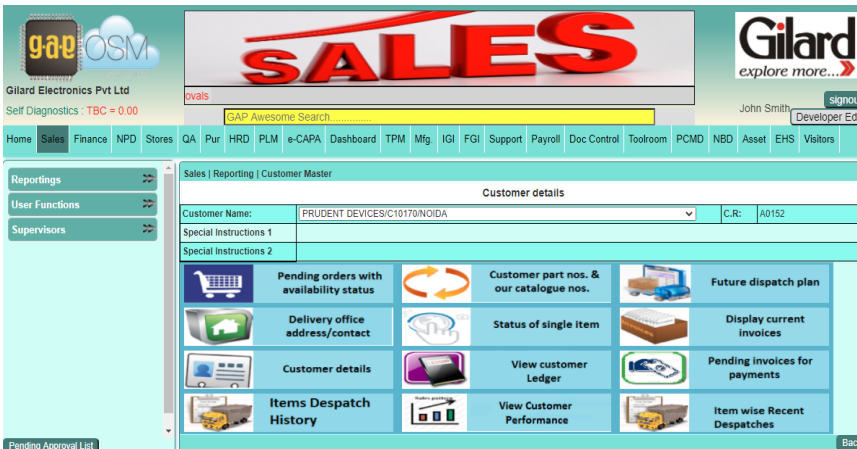 gap OSM
SALES
Gilard
explore more...
Gilard Electronics Pvt Ltd
ovals
Self Diagnostics : TBC = 0.00
GAP Awesome Search...............
John Smith
signou
Developer Ed
Home Sales Finance NPD Stores QA Pur HRD PLM e-CAPA Dashboard TPM Mfg. IGI FGI Support Payroll Doc Control Toolroom PCMD NBD Asset EHS Visitors
Reportings
User Functions
Supervisors
Sales | Reporting | Customer Master
Customer details
Customer Name: PRUDENT DEVICES/C10170/NOIDA C.R: A0152
Special Instructions 1
Special Instructions 2
Pending orders with
availability status
Customer part nos. &
our catalogue nos.
Future dispatch plan
Delivery office
address/contact
Status of single item
Display current
invoices
Customer details
View customer
Ledger
Pending invoices for
payments
Items Despatch
History
Sales pattern
View Customer
Performance
Item wise Recent
Despatches
Pending Approval List
Bac